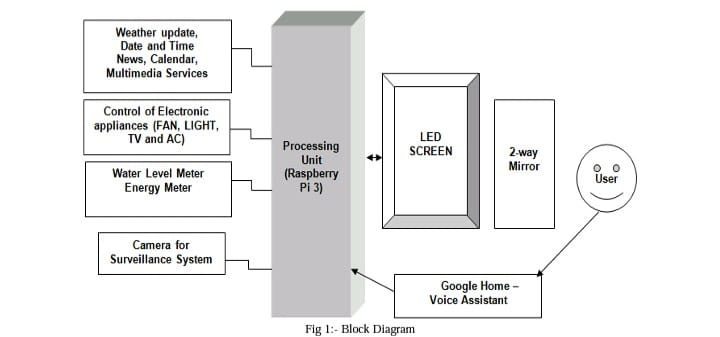 Weather update,
Date and Time
News, Calendar,
Multimedia Services
Control of Electronic
appliances (FAN, LIGHT,
TV and AC)
Water Level Meter
Energy Meter
Camera for
Surveillance System
Processing
Unit
(Raspberry
Pi 3)
LED
SCREEN
2-way
Mirror
User
Google Home –
Voice Assistant
Fig 1:- Block Diagram